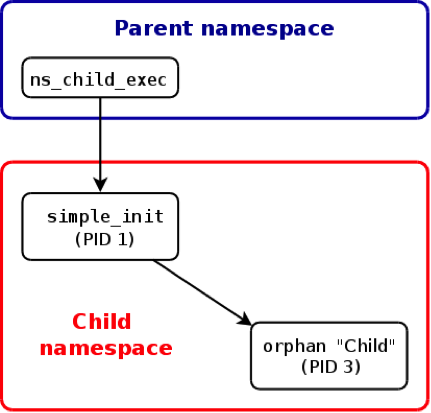 Parent namespace
ns_child_exec
simple_init
(PID 1)
Child
namespace
orphan "Child"
(PID 3)